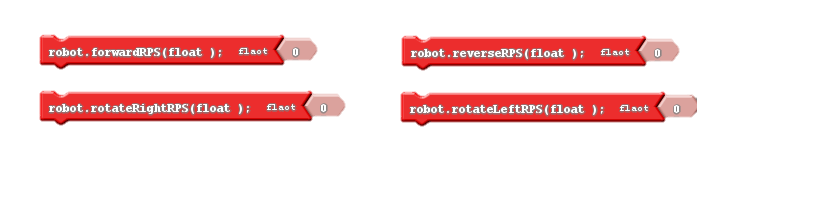 robot.forwardRPS(float ); flaot 0
robot.reverseRPS(float ); flaot 0
robot.rotateRightRPS(float ); flaot 0
robot.rotateLeftRPS(float ); flaot 0